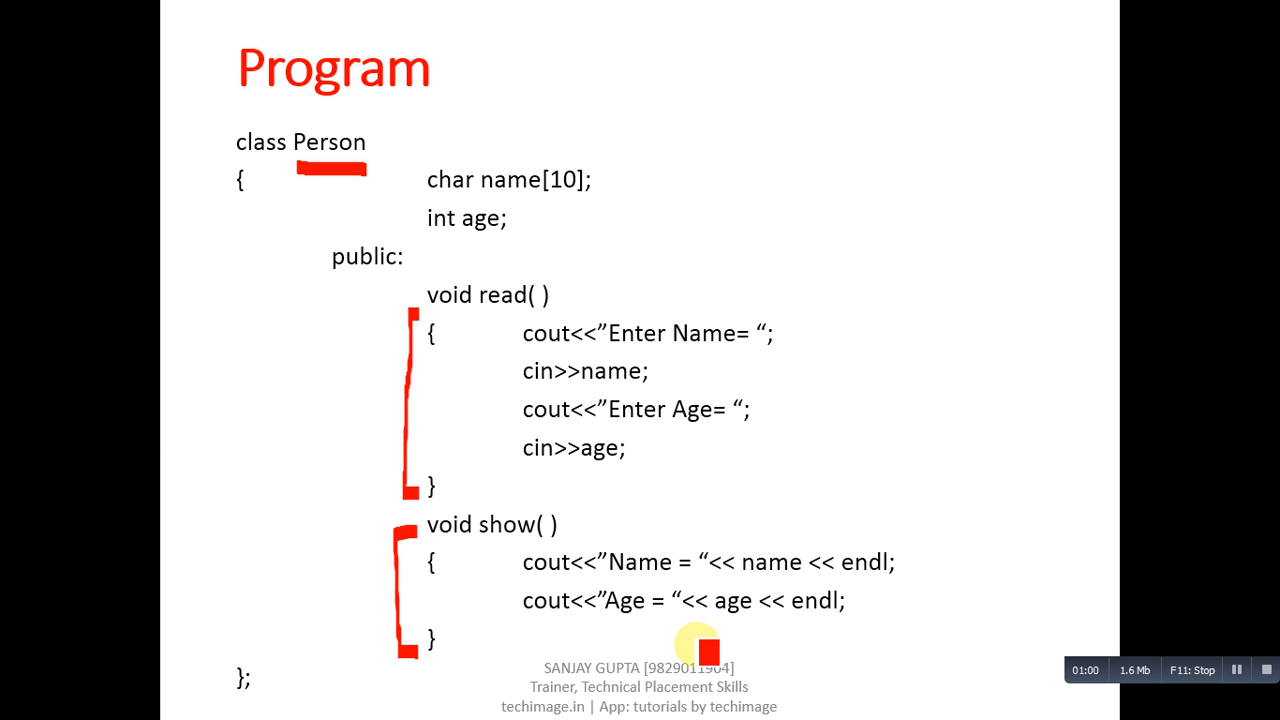 Program
class Person
{ char name[10];
int age;
public:
void read( )
{ cout<<”Enter Name= “;
cin>>name;
cout<<”Enter Age= “;
cin>>age;
}
void show( )
{ cout<<”Name = “<< name << endl;
cout<<”Age = “<< age << endl;
}
};
SANJAY GUPTA [9829011904]
Trainer, Technical Placement Skills
techimage.in | App: tutorials by techimage
01:00 1.6 Mb F11: Stop